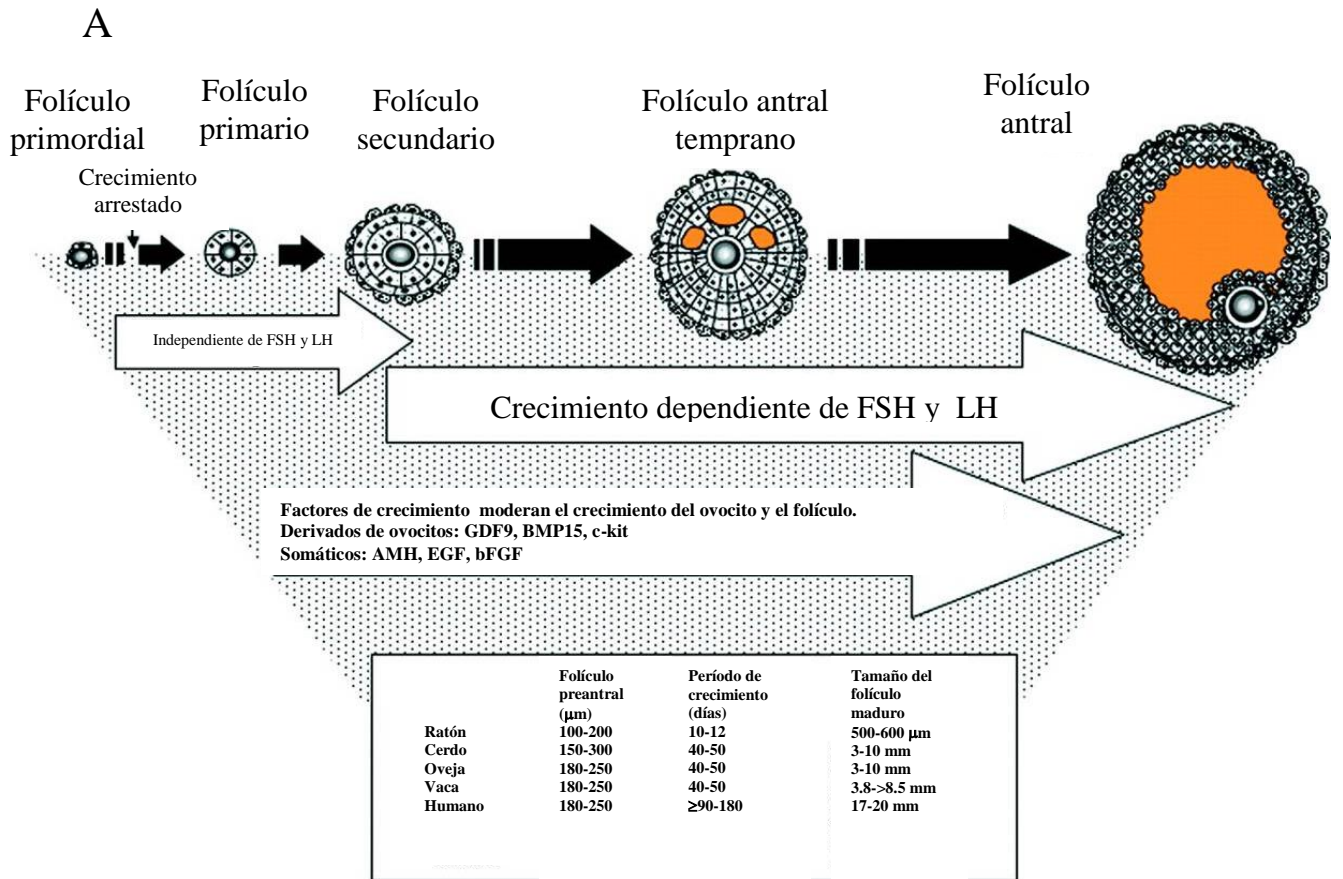 A
Folículo
primordial
Folículo
primario
Folículo
secundario
Folículo antral
temprano
Folículo
antral
Crecimiento
arrestado
Independiente de FSH y LH
Crecimiento dependiente de FSH y LH
Factores de crecimiento moderan el crecimiento del ovocito y el folículo.
Derivados de ovocitos: GDF9, BMP15, c-kit
Somáticos: AMH, EGF, bFGF
Folículo preantral (µm) Período de crecimiento (días) Tamaño del folículo maduro
Ratón 100-200 10-12 500-600 µm
Cerdo 150-300 40-50 3-10 mm
Oveja 180-250 40-50 3-10 mm
Vaca 180-250 40-50 3.8->8.5 mm
Humano 180-250 ≥90-180 17-20 mm